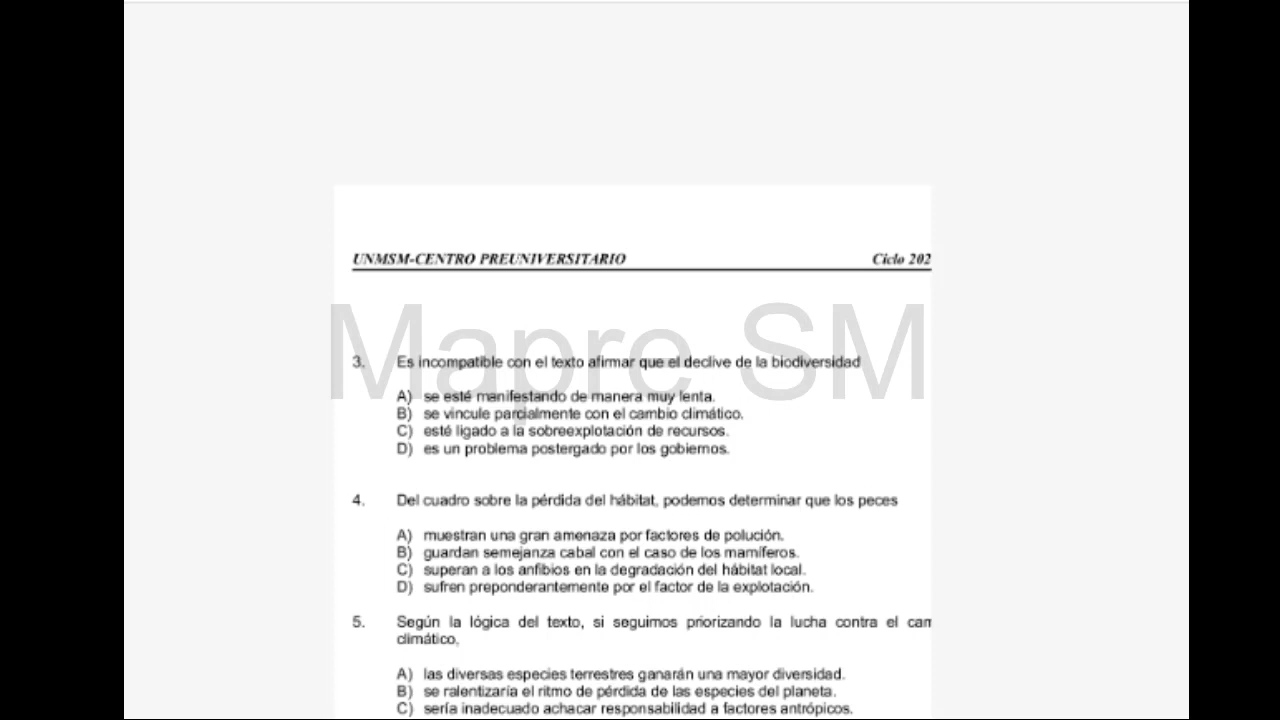 UNMSM-CENTRO PREUNIVERSITARIO Ciclo 202
Mapre SM
3. Es incompatible con el texto afirmar que el declive de la biodiversidad
A) se esté manifestando de manera muy lenta.
B) se vincule parcialmente con el cambio climático.
C) esté ligado a la sobreexplotación de recursos.
D) es un problema postergado por los gobiernos.
4. Del cuadro sobre la pérdida del hábitat, podemos determinar que los peces
A) muestran una gran amenaza por factores de polución.
B) guardan semejanza cabal con el caso de los mamíferos.
C) superan a los anfibios en la degradación del hábitat local.
D) sufren preponderantemente por el factor de la explotación.
5. Según la lógica del texto, si seguimos priorizando la lucha contra el cam
climático,
A) las diversas especies terrestres ganarán una mayor diversidad.
B) se ralentizaría el ritmo de pérdida de las especies del planeta.
C) sería inadecuado achacar responsabilidad a factores antrópicos.